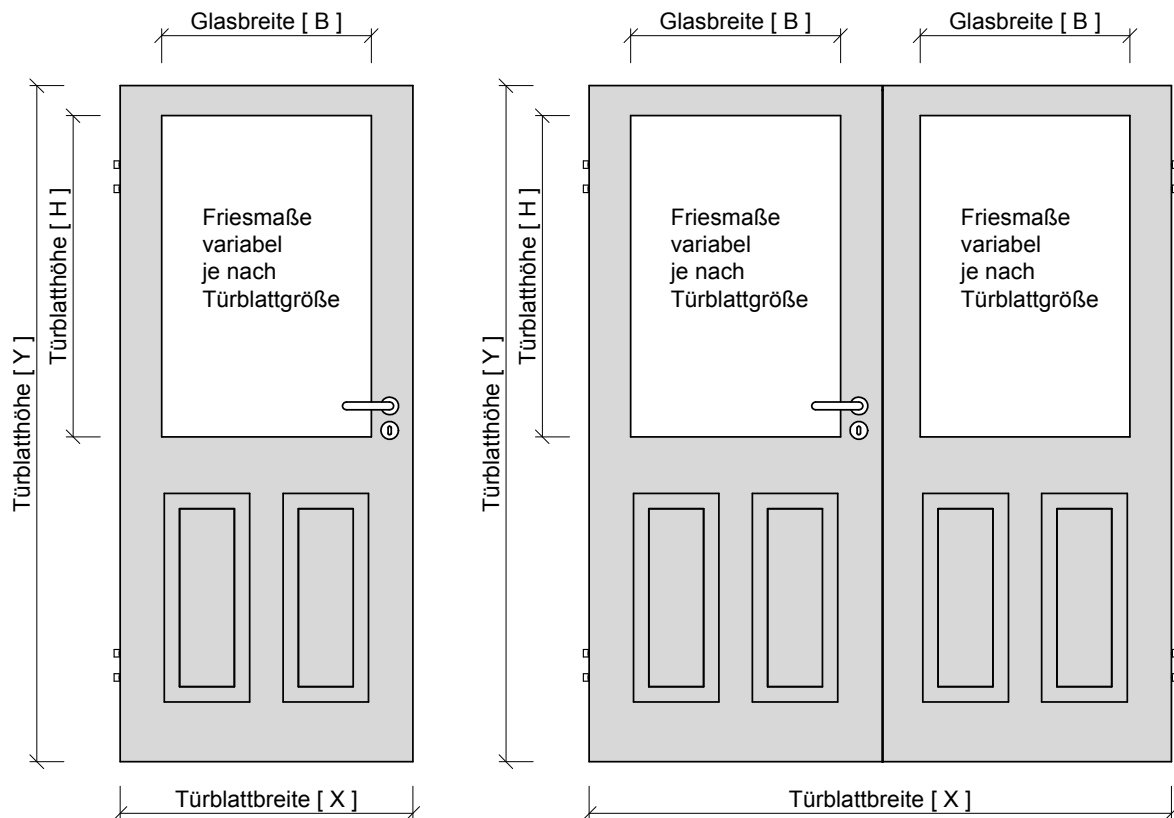 Glasbreite [ B ]
Glasbreite [ B ]
Glasbreite [ B ]
Türblatthöhe [ Y ]
Türblatthöhe [ H ]
Friesmaße
variabel
je nach
Türblattgröße
Türblatthöhe [ Y ]
Türblatthöhe [ H ]
Friesmaße
variabel
je nach
Türblattgröße
Friesmaße
variabel
je nach
Türblattgröße
Türblattbreite [ X ]
Türblattbreite [ X ]